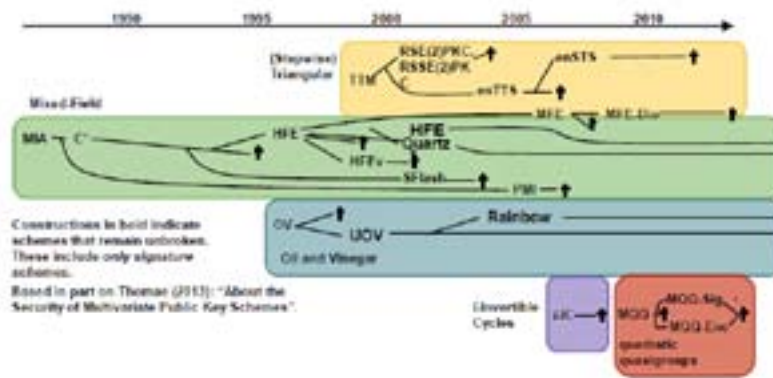 1990 1995 2000 2005 2010
(Stepwise)
Triangular
RSE(2)PKC
RSSE(2)PK
C
TTM
enTTS
enSTS
Mixed-Field
MFE
MFE-Dio
MIA
C*
HFE
HFE
Quartz
HFEv
SFlash
PMI
OV
UOV
Rainbow
Oil and Vinegar
Constructions in bold indicate
schemes that remain unbroken.
These include only signature
schemes.
Based in part on Thomae (2013): "About the
Security of Multivariate Public Key Schemes".
Cycles
MQQ
MQQ-Sig
MQQ-Enc
quadratic
quasigroups